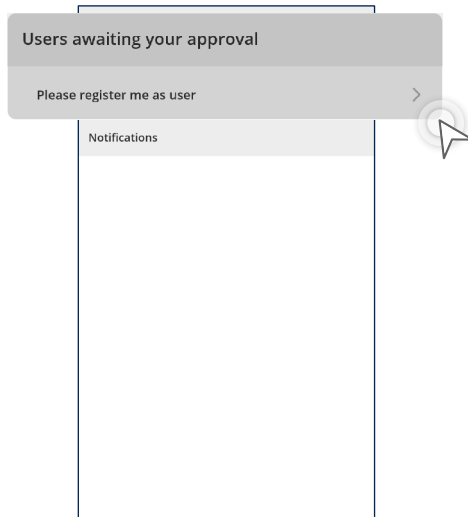 Users awaiting your approval
Please register me as user
Notifications